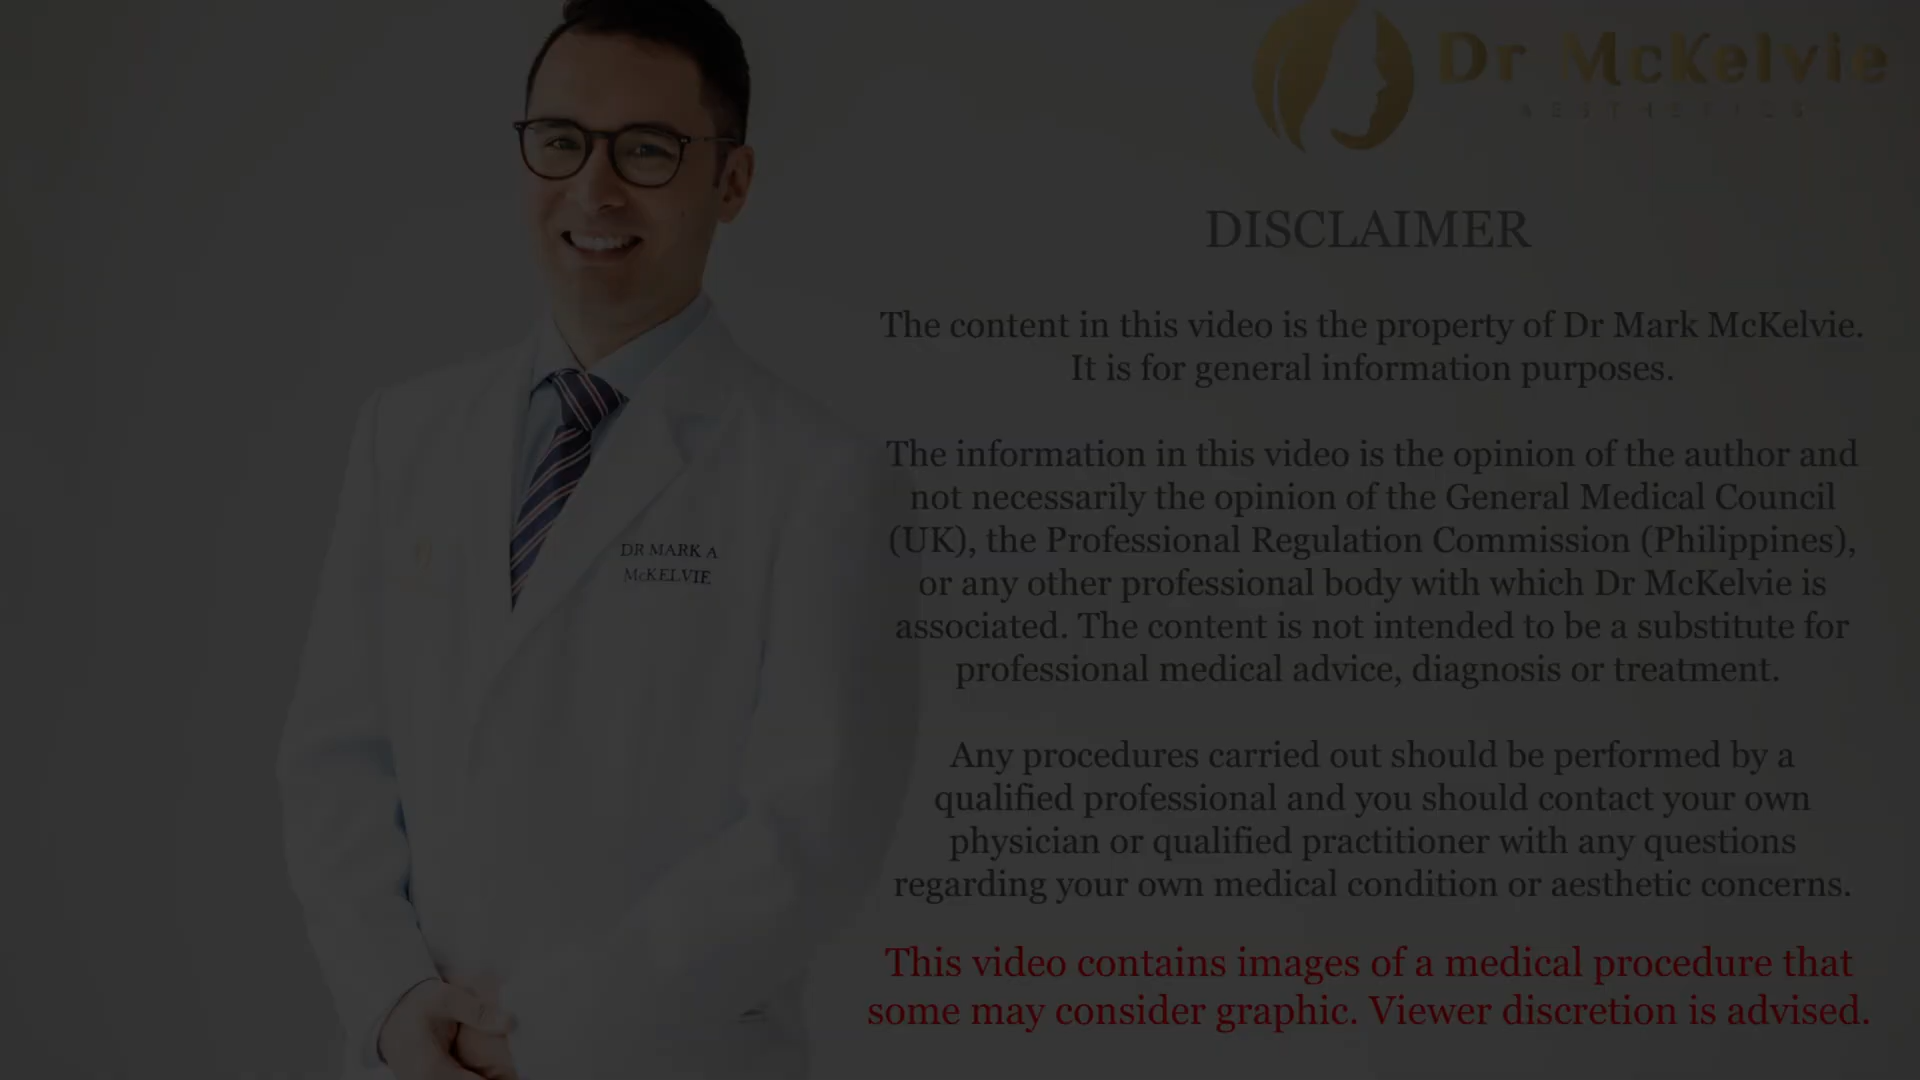 Dr McKelvie
AESTHETICS
DISCLAIMER
The content in this video is the property of Dr Mark McKelvie.
It is for general information purposes.
The information in this video is the opinion of the author and
not necessarily the opinion of the General Medical Council
(UK), the Professional Regulation Commission (Philippines),
or any other professional body with which Dr McKelvie is
associated. The content is not intended to be a substitute for
professional medical advice, diagnosis or treatment.
Any procedures carried out should be performed by a
qualified professional and you should contact your own
physician or qualified practitioner with any questions
regarding your own medical condition or aesthetic concerns.
This video contains images of a medical procedure that
some may consider graphic. Viewer discretion is advised.
DR MARK A
McKELVIE